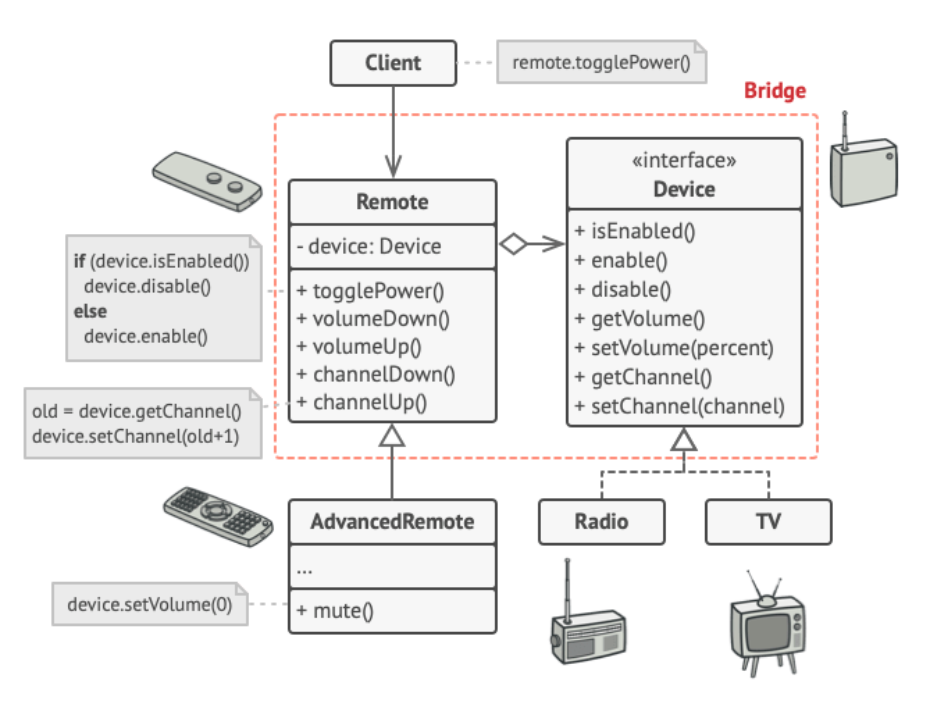 Client
remote.togglePower()
Bridge
«interface»
Device
+ isEnabled()
+ enable()
+ disable()
+ getVolume()
+ setVolume(percent)
+ getChannel()
+ setChannel(channel)
Remote
- device: Device
+ togglePower()
+ volumeDown()
+ volumeUp()
+ channelDown()
+ channelUp()
if (device.isEnabled())
device.disable()
else
device.enable()
old = device.getChannel()
device.setChannel(old+1)
AdvancedRemote
...
+ mute()
device.setVolume(0)
Radio
TV